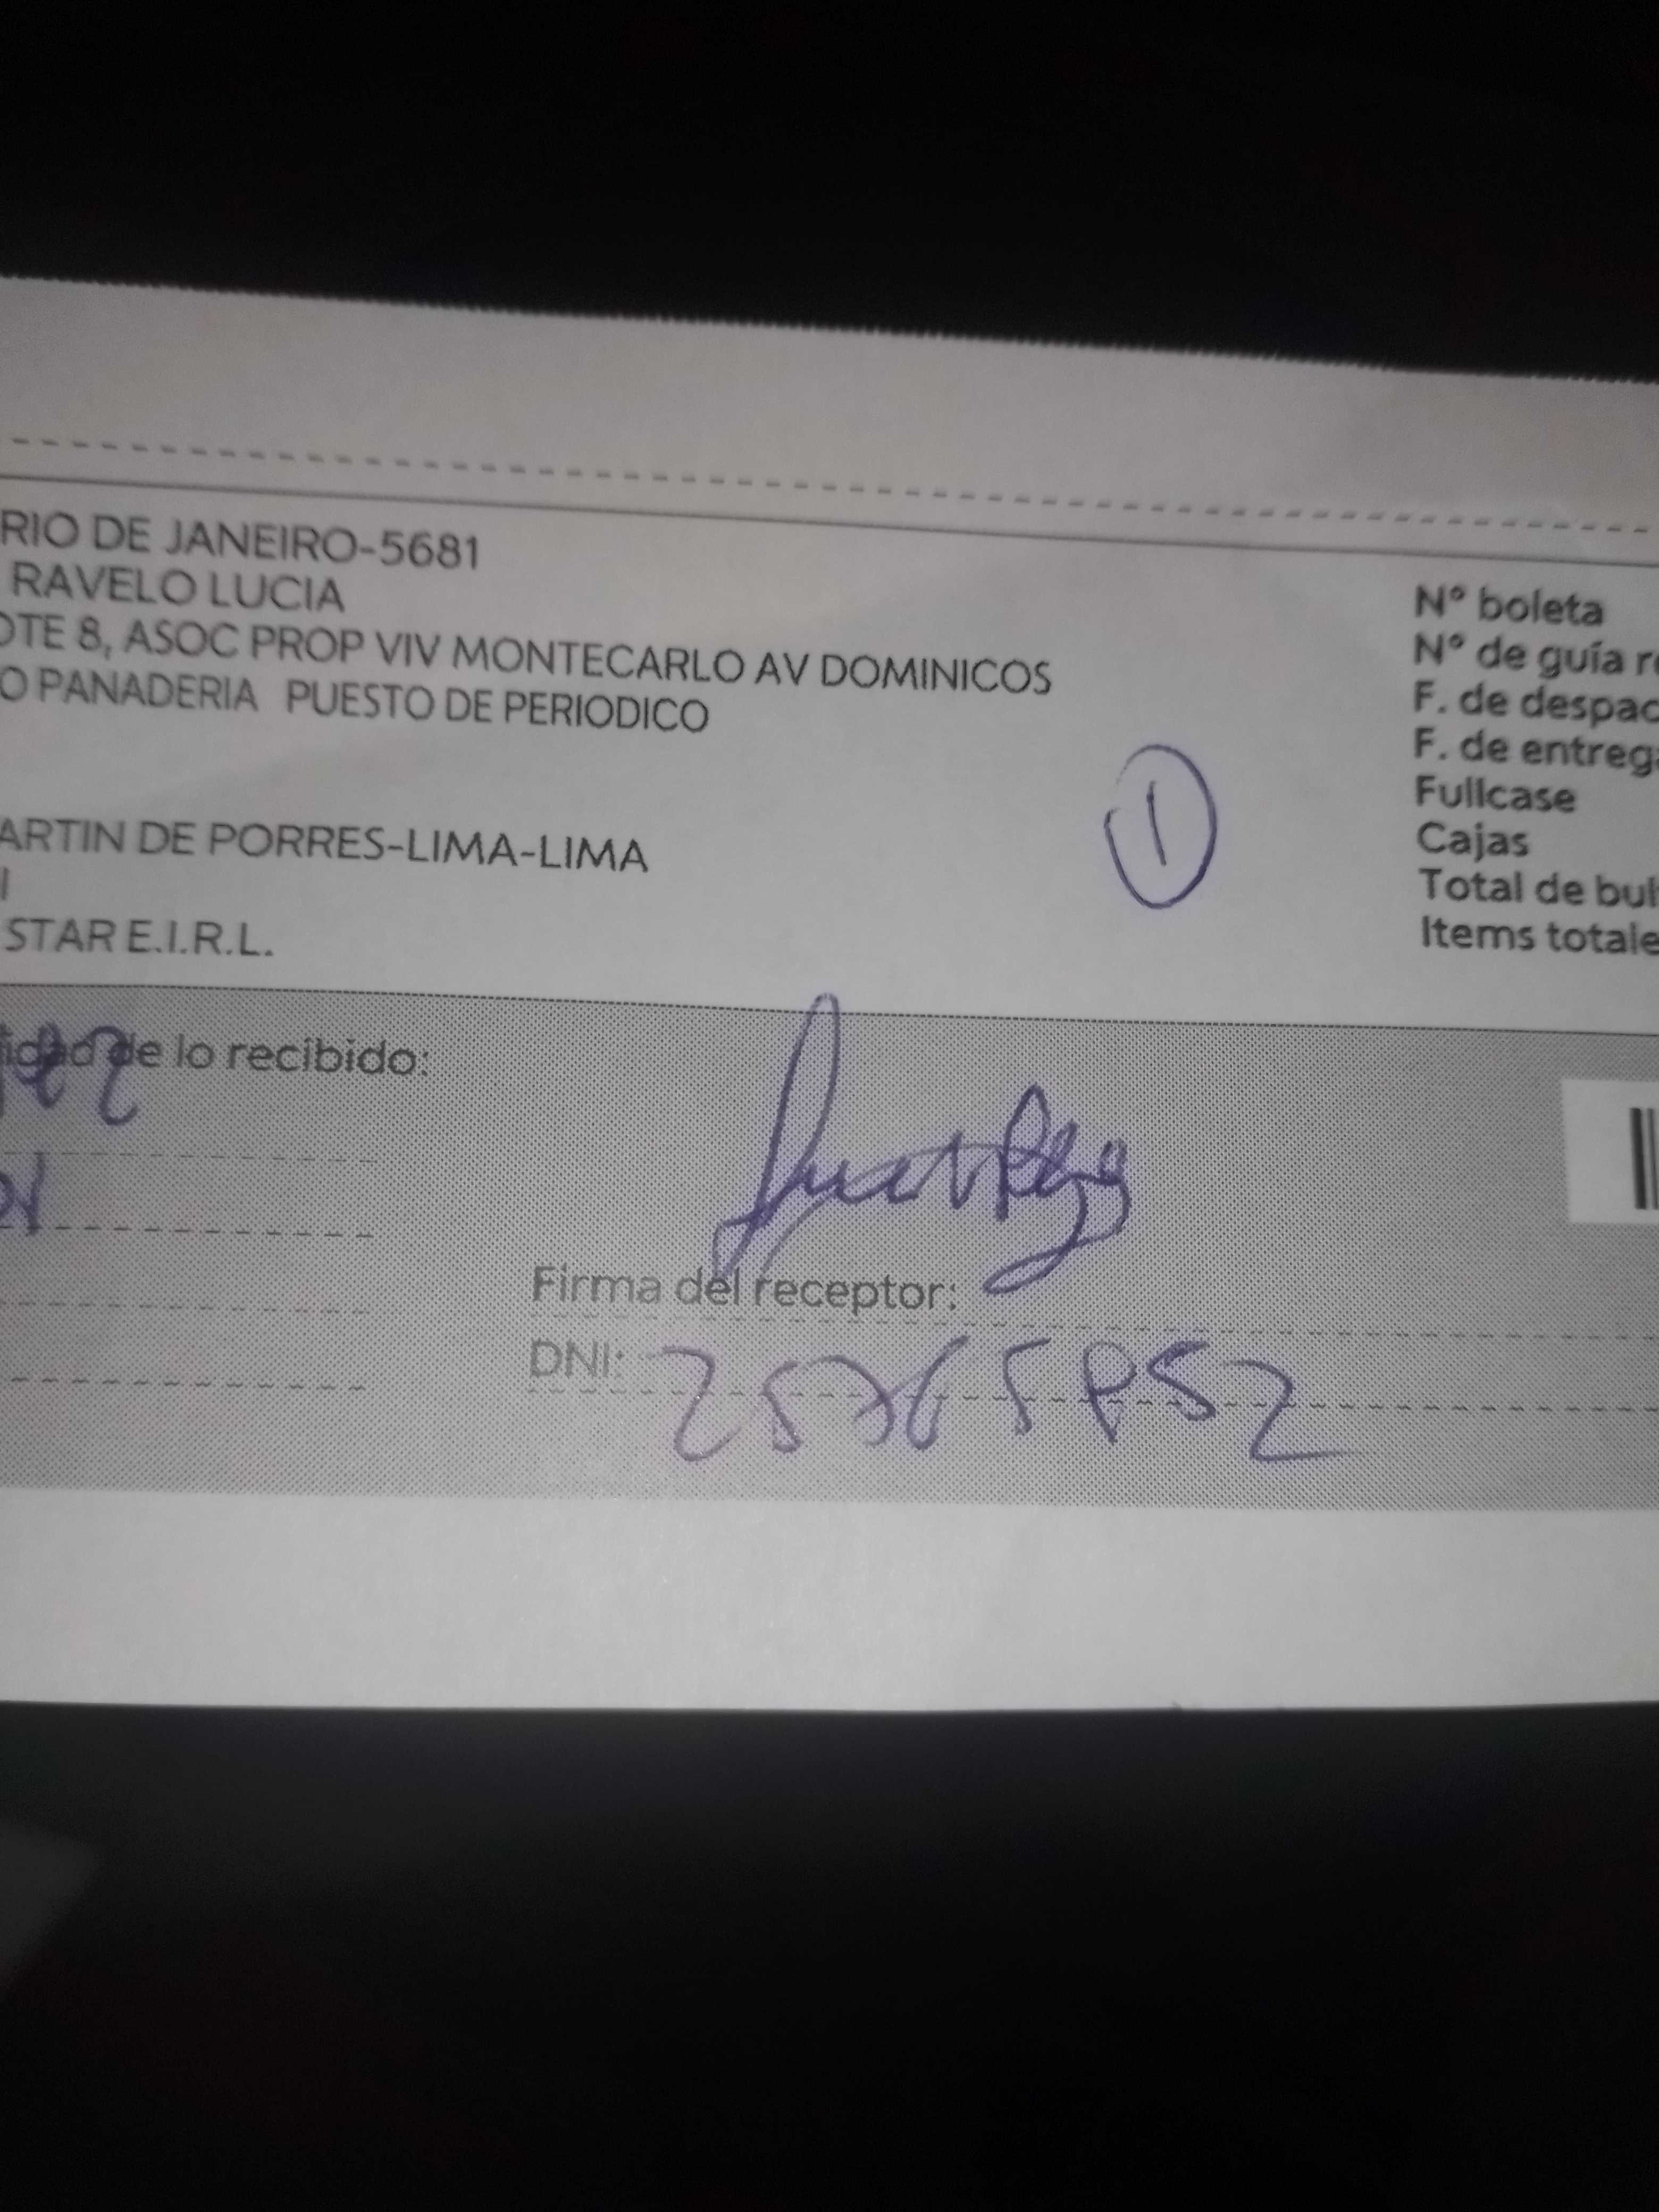 RIO DE JANEIRO-5681
RAVELO LUCIA
OTE 8, ASOC PROP VIV MONTECARLO AV DOMINICOS
O PANADERIA PUESTO DE PERIODICO
ARTIN DE PORRES-LIMA-LIMA
STAR E.I.R.L.
1
N° boleta
N° de guía r
F. de despac
F. de entrega
Fullcase
Cajas
Total de bul
Items totale
de lo recibido:
Firma del receptor:
DNI: